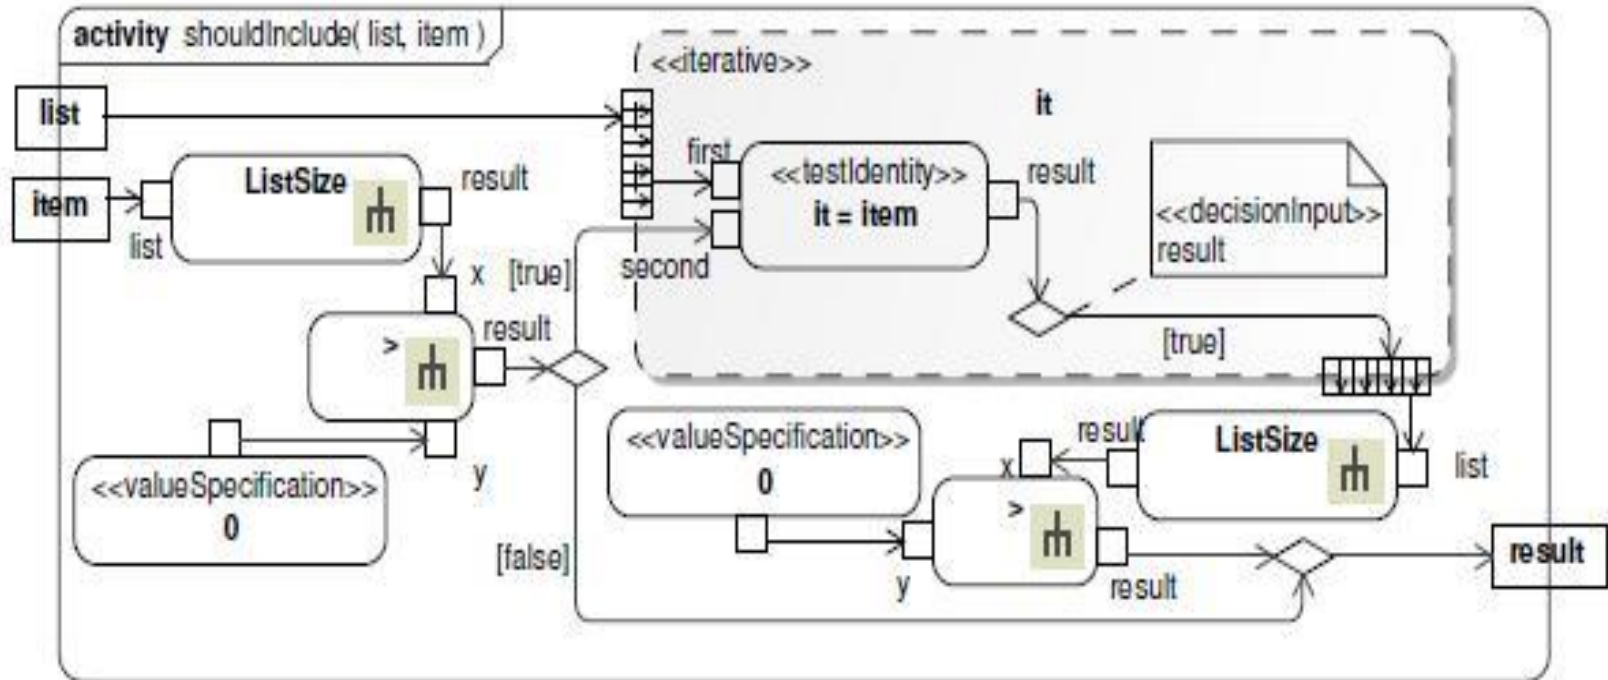 activity shouldInclude( list, item )
<<iterative>>
it
list
item
ListSize
result
list
first
<<testIdentity>>
it = item
result
second
<<decisionInput>>
result
x
[true]
>
result
[true]
<<valueSpecification>>
0
y
[false]
<<valueSpecification>>
0
result
ListSize
list
x
>
y
result
result